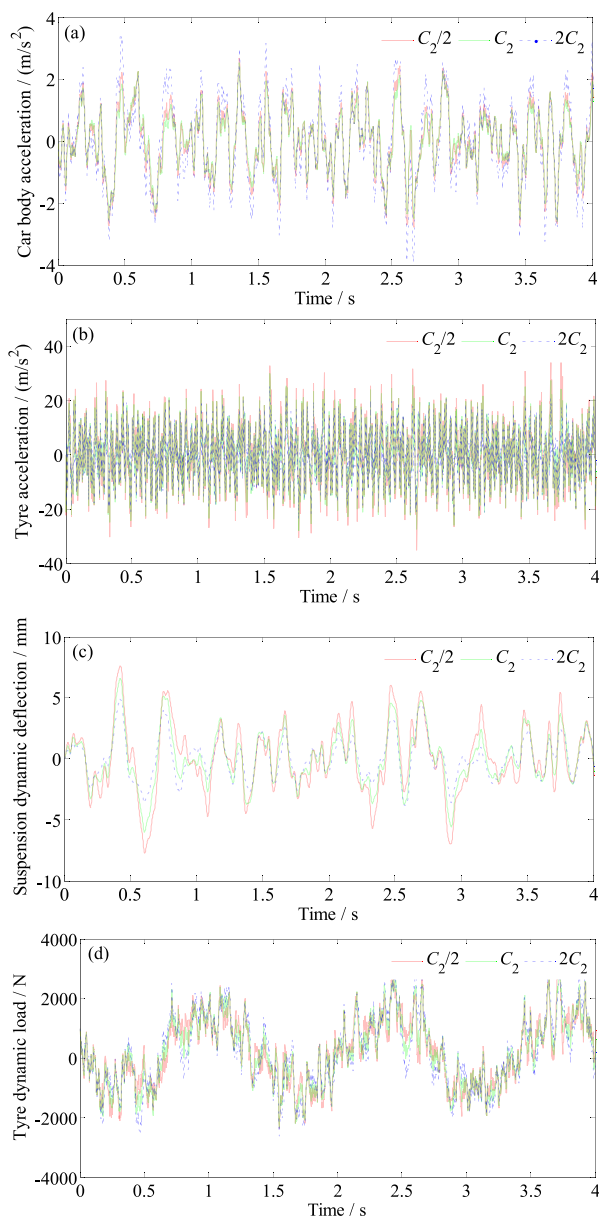 (a) C₂/2 C₂ 2C₂
Car body acceleration / (m/s²)
4
2
0
-2
-4
0 0.5 1 1.5 2 2.5 3 3.5 4
Time / s
(b) C₂/2 C₂ 2C₂
Tyre acceleration / (m/s²)
40
20
0
-20
-40
0 0.5 1 1.5 2 2.5 3 3.5 4
Time / s
(c) C₂/2 C₂ 2C₂
Suspension dynamic deflection / mm
10
5
0
-5
-10
0 0.5 1 1.5 2 2.5 3 3.5 4
Time / s
(d) C₂/2 C₂ 2C₂
Tyre dynamic load / N
4000
2000
0
-2000
-4000
0 0.5 1 1.5 2 2.5 3 3.5 4
Time / s